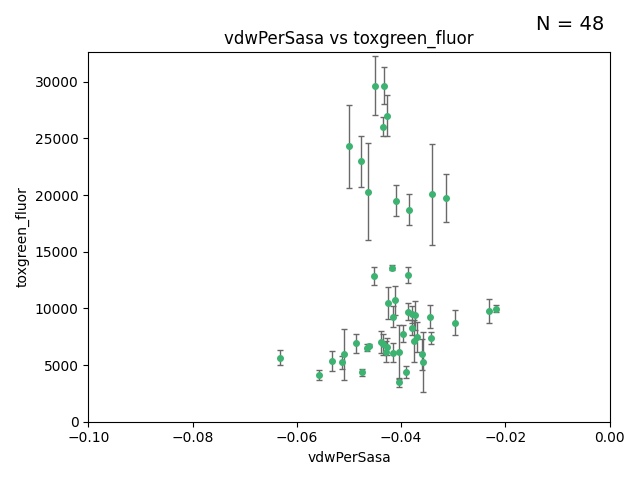 N = 48
vdwPerSasa vs toxgreen_fluor
30000
25000
20000
15000
10000
5000
0
toxgreen_fluor
−0.10 −0.08 −0.06 −0.04 −0.02 0.00
vdwPerSasa